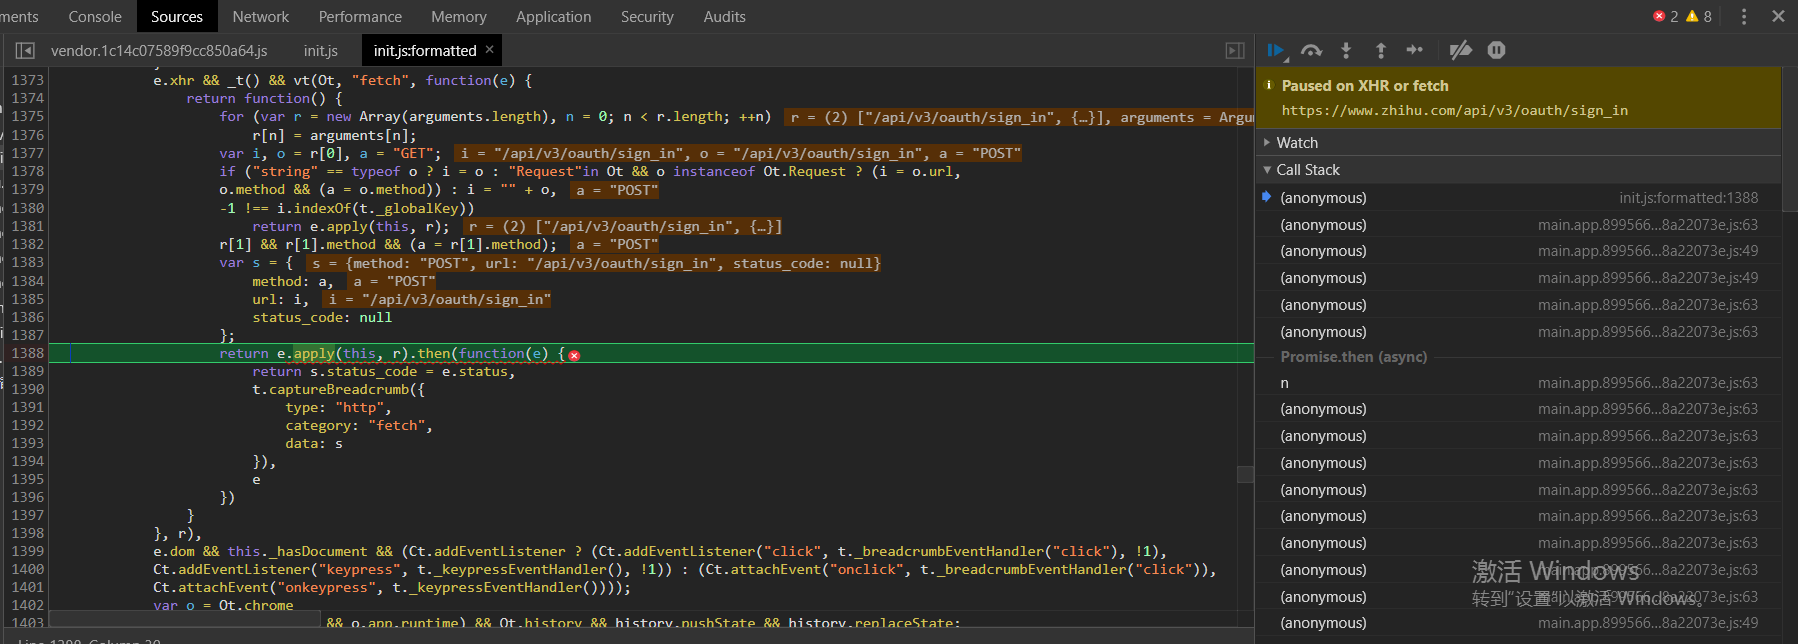 ments Console Sources Network Performance Memory Application Security Audits 2 8
vendor.1c14c07589f9cc850a64.js init.js init.js:formatted ×
1373 e.xhr && _t() && vt(Ot, "fetch", function(e) {
1374 return function() {
1375 for (var r = new Array(arguments.length), n = 0; n < r.length; ++n) r = (2) ["/api/v3/oauth/sign_in", {…}], arguments = Argu
1376 r[n] = arguments[n];
1377 var i, o = r[0], a = "GET"; i = "/api/v3/oauth/sign_in", o = "/api/v3/oauth/sign_in", a = "POST"
1378 if ("string" == typeof o ? i = o : "Request"in Ot && o instanceof Ot.Request ? (i = o.url,
1379 o.method && (a = o.method)) : i = "" + o, a = "POST"
1380 -1 !== i.indexOf(t._globalKey))
1381 return e.apply(this, r); r = (2) ["/api/v3/oauth/sign_in", {…}]
1382 r[1] && r[1].method && (a = r[1].method); a = "POST"
1383 var s = { s = {method: "POST", url: "/api/v3/oauth/sign_in", status_code: null}
1384 method: a, a = "POST"
1385 url: i, i = "/api/v3/oauth/sign_in"
1386 status_code: null
1387 };
1388 return e.apply(this, r).then(function(e) {
1389 return s.status_code = e.status,
1390 t.captureBreadcrumb({
1391 type: "http",
1392 category: "fetch",
1393 data: s
1394 }),
1395 e
1396 })
1397 }
1398 }, r),
1399 e.dom && this._hasDocument && (Ct.addEventListener ? (Ct.addEventListener("click", t._breadcrumbEventHandler("click"), !1),
1400 Ct.addEventListener("keypress", t._keypressEventHandler(), !1)) : (Ct.attachEvent("onclick", t._breadcrumbEventHandler("click")),
1401 Ct.attachEvent("onkeypress", t._keypressEventHandler())));
1402 var o = Ot.chrome
1403 && o.app.runtime) && Ot.history && history.pushState && history.replaceState;
Line 1388, Column 30
Paused on XHR or fetch
https://www.zhihu.com/api/v3/oauth/sign_in
Watch
Call Stack
(anonymous) init.js:formatted:1388
(anonymous) main.app.899566…8a22073e.js:63
(anonymous) main.app.899566…8a22073e.js:49
(anonymous) main.app.899566…8a22073e.js:49
(anonymous) main.app.899566…8a22073e.js:63
(anonymous) main.app.899566…8a22073e.js:63
Promise.then (async)
n main.app.899566…8a22073e.js:63
(anonymous) main.app.899566…8a22073e.js:63
(anonymous) main.app.899566…8a22073e.js:63
(anonymous) main.app.899566…8a22073e.js:63
(anonymous) main.app.899566…8a22073e.js:63
(anonymous) main.app.899566…8a22073e.js:63
(anonymous) main.app.899566…8a22073e.js:63
(anonymous) main.app.899566…8a22073e.js:63
(anonymous) main.app.899566…8a22073e.js:63
(anonymous) main.app.899566…8a22073e.js:49
激活 Windows
转到"设置"以激活 Windows。